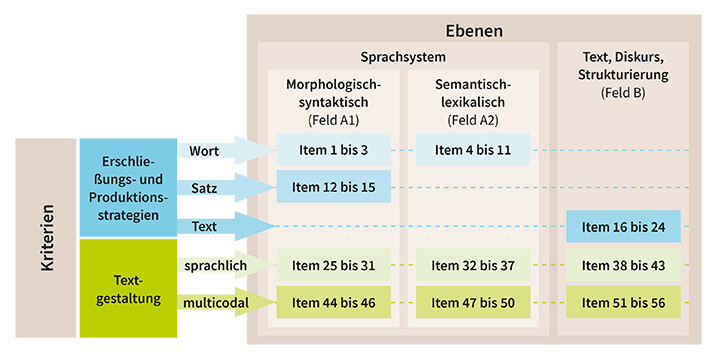 Ebenen
Sprachsystem
Text, Diskurs,
Strukturierung
(Feld B)
Morphologisch-
syntaktisch
(Feld A1)
Semantisch-
lexikalisch
(Feld A2)
Kriterien
Erschlie-
ßungs- und
Produktions-
strategien
Wort
Item 1 bis 3
Item 4 bis 11
Satz
Item 12 bis 15
Text
Item 16 bis 24
Text-
gestaltung
sprachlich
Item 25 bis 31
Item 32 bis 37
Item 38 bis 43
multicodal
Item 44 bis 46
Item 47 bis 50
Item 51 bis 56